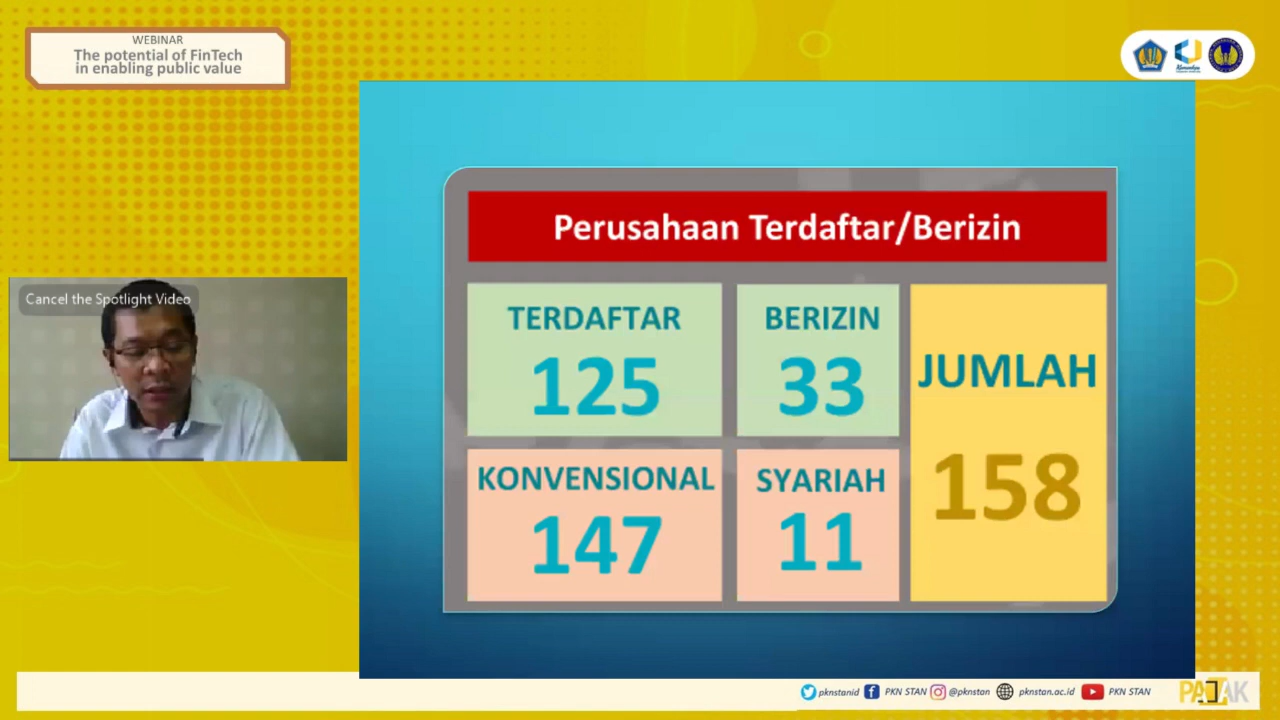 WEBINAR
The potential of FinTech
in enabling public value
Cancel the Spotlight Video
Perusahaan Terdaftar/Berizin
TERDAFTAR
125
BERIZIN
33
JUMLAH
158
KONVENSIONAL
147
SYARIAH
11
pknstanid PKN STAN @pknstan pknstan.ac.id PKN STAN